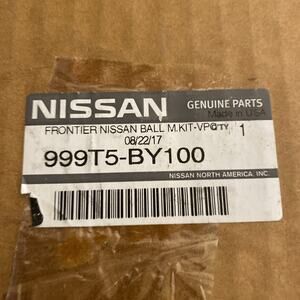 NISSAN
GENUINE PARTS
Made in USA
FRONTIER NISSAN BALL M.KIT-VPG QTY 1
08/22/17
999T5-BY100
NISSAN NORTH AMERICA, INC.